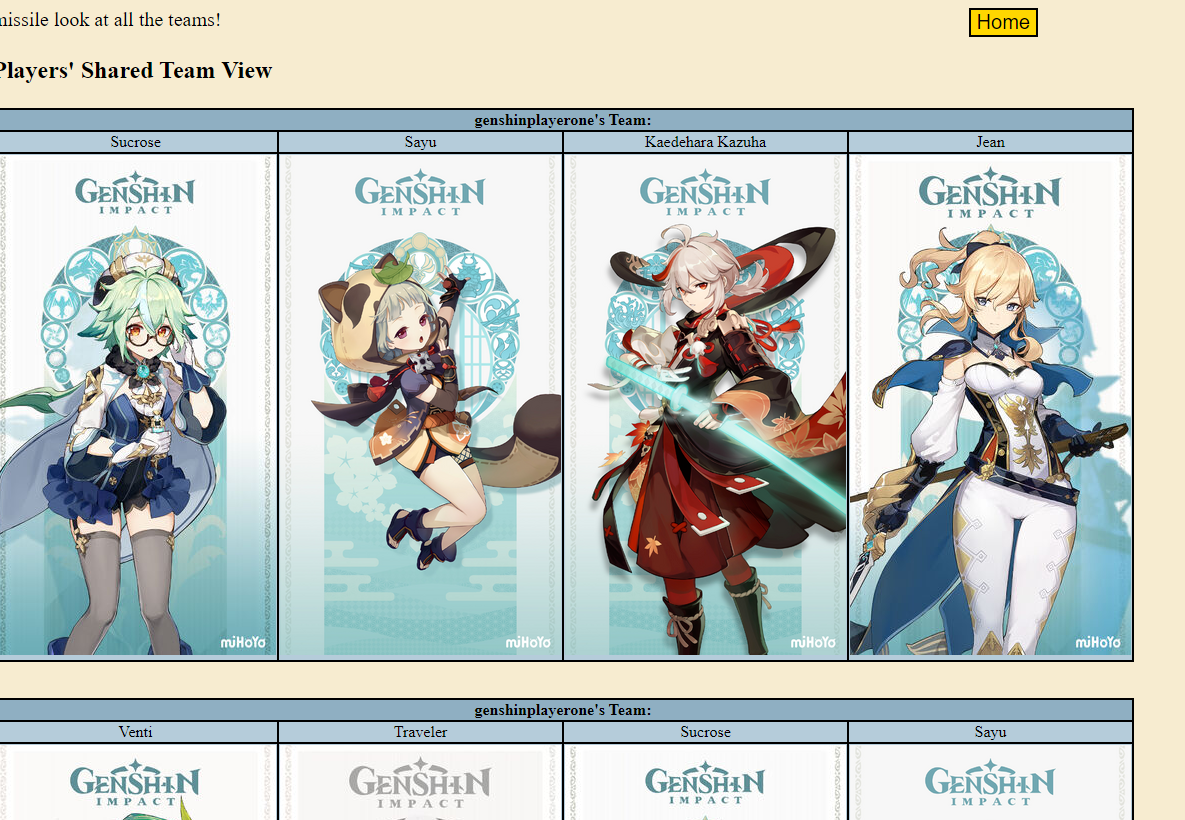 missile look at all the teams!
Home
Players' Shared Team View
genshinplayerone's Team:
Sucrose Sayu Kaedehara Kazuha Jean
GENSHIN GENSHIN GENSHIN GENSHIN
IMPACT IMPACT IMPACT IMPACT
miHoYo miHoYo miHoYo miHoYo
genshinplayerone's Team:
Venti Traveler Sucrose Sayu
GENSHIN GENSHIN GENSHIN GENSHIN
IMPACT IMPACT IMPACT IMPACT